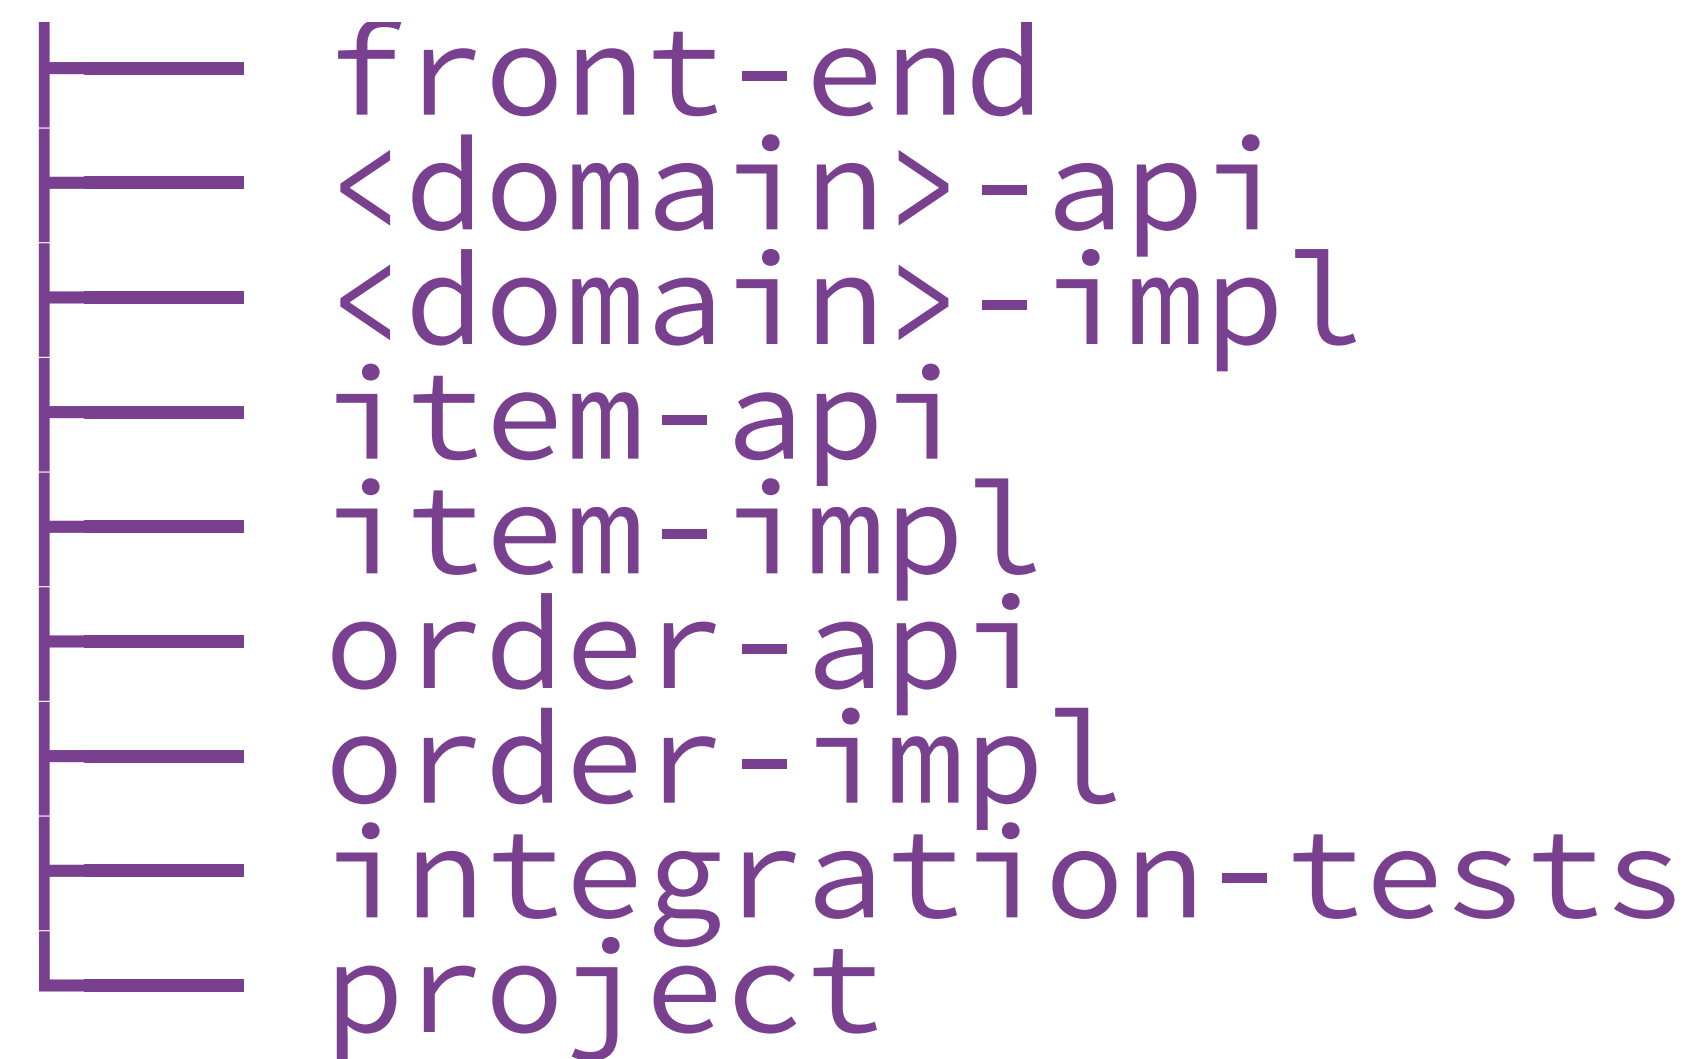 ├── front-end
├── <domain>-api
├── <domain>-impl
├── item-api
├── item-impl
├── order-api
├── order-impl
├── integration-tests
└── project